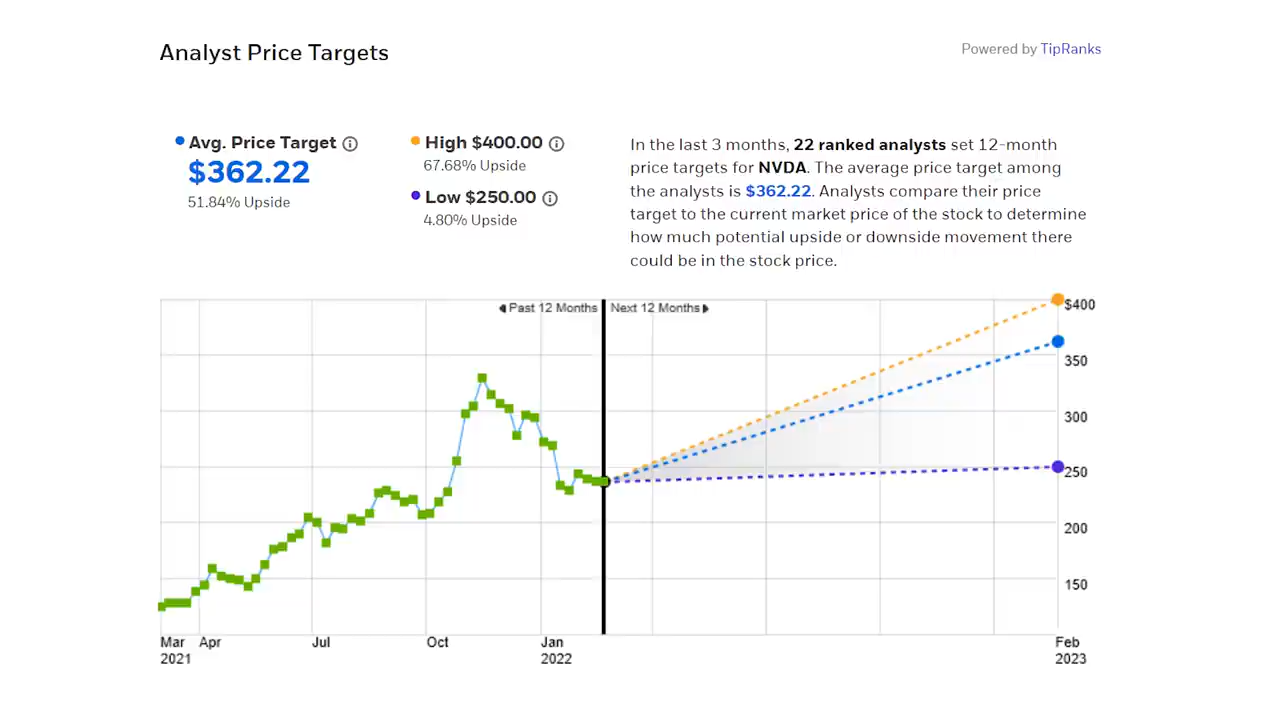 Analyst Price Targets
Powered by TipRanks
Avg. Price Target
$362.22
51.84% Upside
High $400.00
67.68% Upside
Low $250.00
4.80% Upside
In the last 3 months, 22 ranked analysts set 12-month
price targets for NVDA. The average price target among
the analysts is $362.22. Analysts compare their price
target to the current market price of the stock to determine
how much potential upside or downside movement there
could be in the stock price.
Past 12 Months
Next 12 Months
$400
350
300
250
200
150
Mar Apr Jul Oct Jan Feb
2021 2022 2023